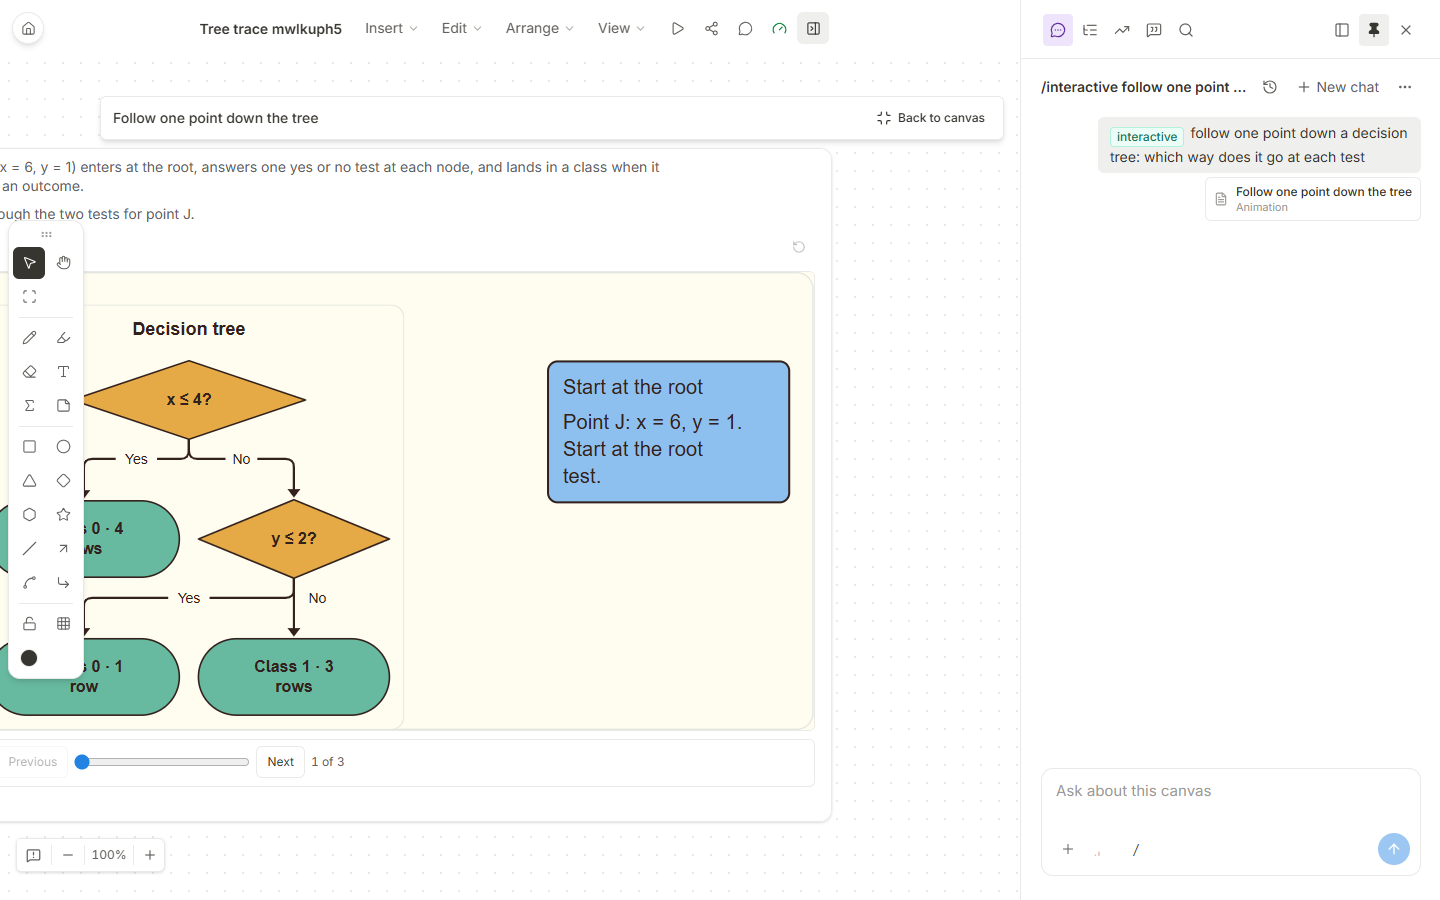 Tree trace mwlkuph5
Insert
Edit
Arrange
View
Follow one point down the tree
Back to canvas
x = 6, y = 1) enters at the root, answers one yes or no test at each node, and lands in a class when it
an outcome.
ough the two tests for point J.
Decision tree
x ≤ 4?
Yes
No
s 0 · 4
ws
y ≤ 2?
Yes
No
s 0 · 1
row
Class 1 · 3
rows
Start at the root
Point J: x = 6, y = 1.
Start at the root
test.
Previous
Next
1 of 3
100%
/interactive follow one point ...
New chat
interactive follow one point down a decision
tree: which way does it go at each test
Follow one point down the tree
Animation
Ask about this canvas
/